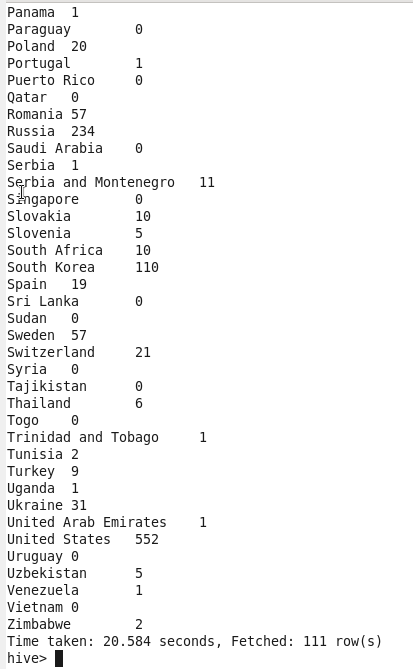 Panama	1
Paraguay	0
Poland	20
Portugal	1
Puerto Rico	0
Qatar	0
Romania	57
Russia	234
Saudi Arabia	0
Serbia	1
Serbia and Montenegro	11
Singapore	0
Slovakia	10
Slovenia	5
South Africa	10
South Korea	110
Spain	19
Sri Lanka	0
Sudan	0
Sweden	57
Switzerland	21
Syria	0
Tajikistan	0
Thailand	6
Togo	0
Trinidad and Tobago	1
Tunisia	2
Turkey	9
Uganda	1
Ukraine	31
United Arab Emirates	1
United States	552
Uruguay	0
Uzbekistan	5
Venezuela	1
Vietnam	0
Zimbabwe	2
Time taken: 20.584 seconds, Fetched: 111 row(s)
hive>